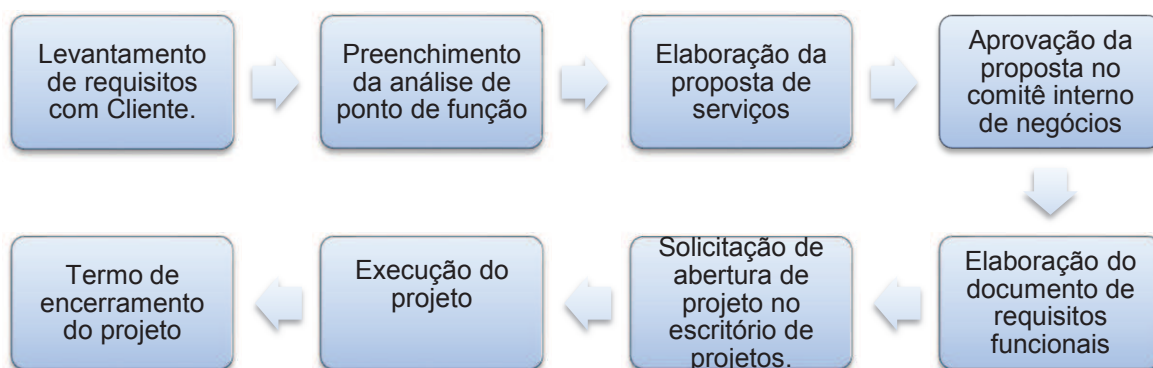 Levantamento
de requisitos
com Cliente.
Preenchimento
da análise de
ponto de função
Elaboração da
proposta de
serviços
Aprovação da
proposta no
comitê interno
de negócios
Elaboração do
documento de
requisitos
funcionais
Solicitação de
abertura de
projeto no
escritório de
projetos.
Execução do
projeto
Termo de
encerramento
do projeto